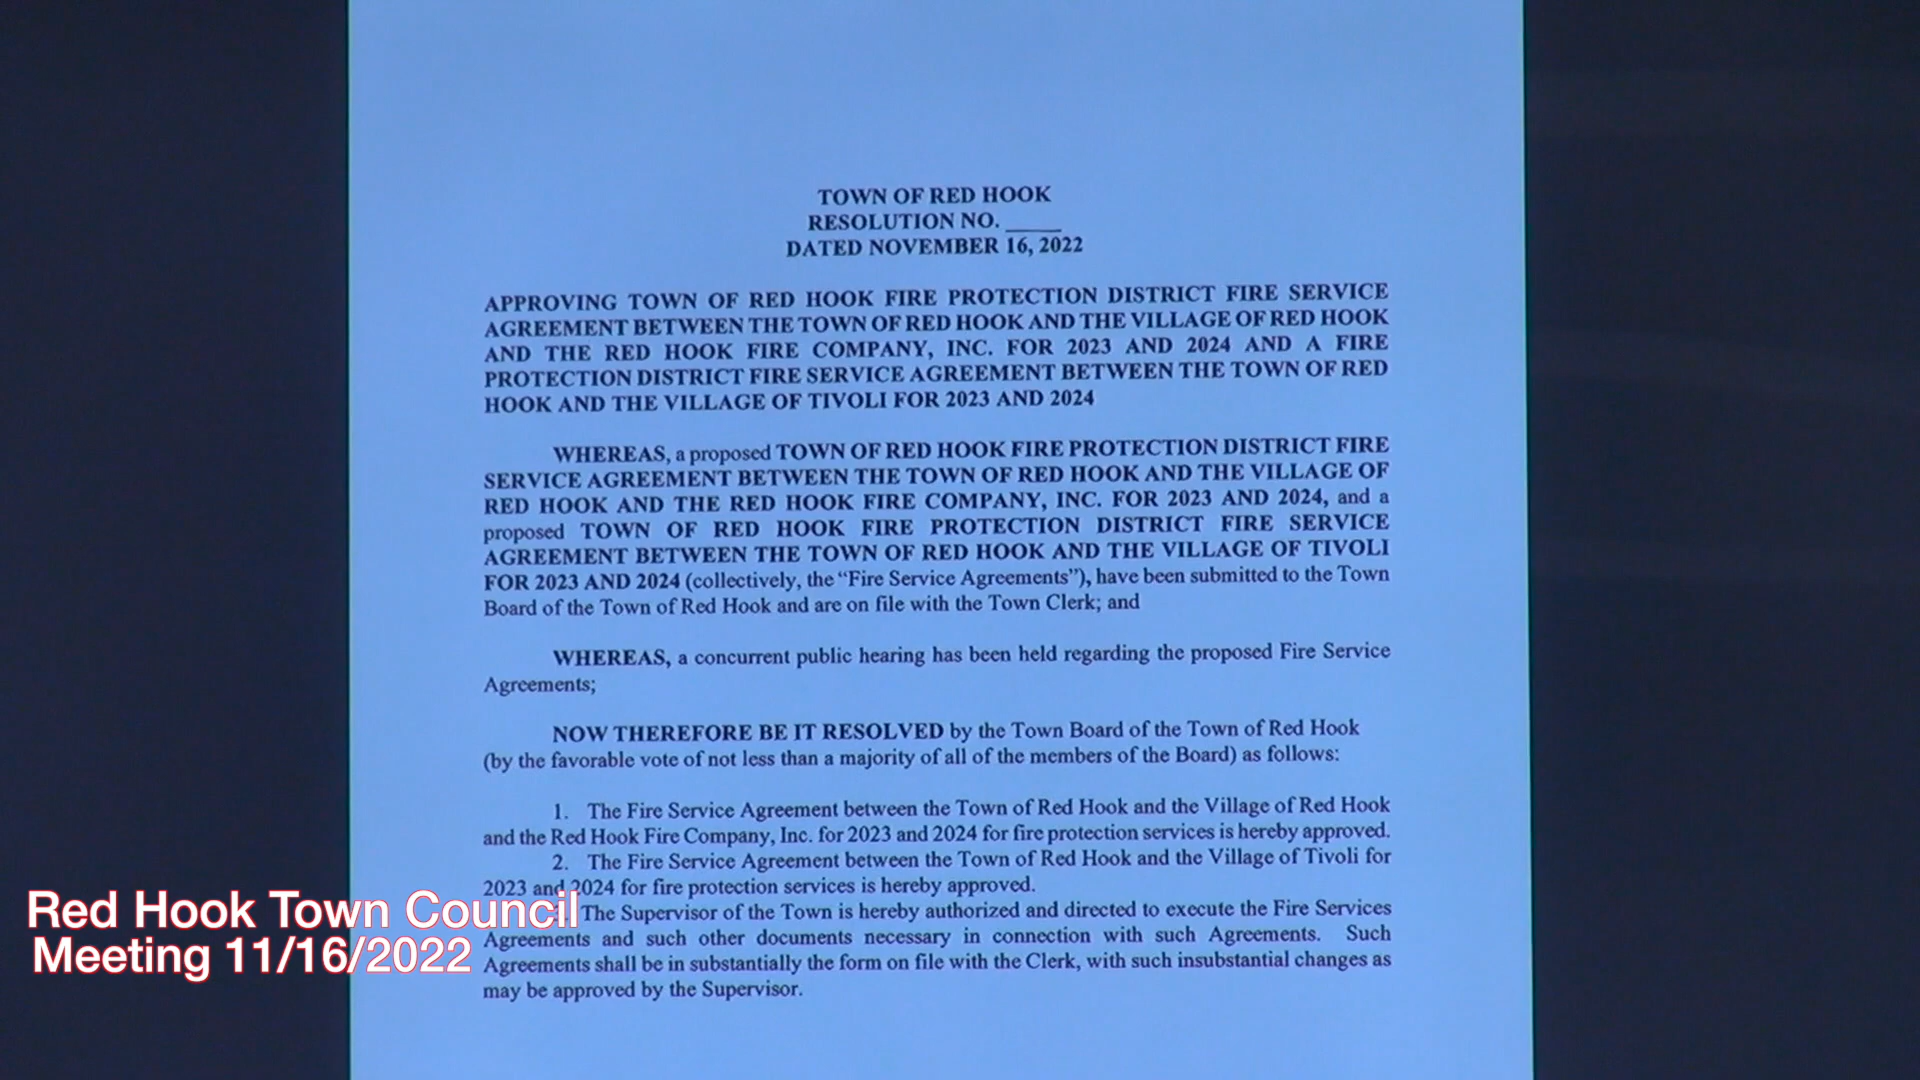 TOWN OF RED HOOK
RESOLUTION NO. _____
DATED NOVEMBER 16, 2022
APPROVING TOWN OF RED HOOK FIRE PROTECTION DISTRICT FIRE SERVICE
AGREEMENT BETWEEN THE TOWN OF RED HOOK AND THE VILLAGE OF RED HOOK
AND THE RED HOOK FIRE COMPANY, INC. FOR 2023 AND 2024 AND A FIRE
PROTECTION DISTRICT FIRE SERVICE AGREEMENT BETWEEN THE TOWN OF RED
HOOK AND THE VILLAGE OF TIVOLI FOR 2023 AND 2024
WHEREAS, a proposed TOWN OF RED HOOK FIRE PROTECTION DISTRICT FIRE
SERVICE AGREEMENT BETWEEN THE TOWN OF RED HOOK AND THE VILLAGE OF
RED HOOK AND THE RED HOOK FIRE COMPANY, INC. FOR 2023 AND 2024, and a
proposed TOWN OF RED HOOK FIRE PROTECTION DISTRICT FIRE SERVICE
AGREEMENT BETWEEN THE TOWN OF RED HOOK AND THE VILLAGE OF TIVOLI
FOR 2023 AND 2024 (collectively, the “Fire Service Agreements”), have been submitted to the Town
Board of the Town of Red Hook and are on file with the Town Clerk; and
WHEREAS, a concurrent public hearing has been held regarding the proposed Fire Service
Agreements;
NOW THEREFORE BE IT RESOLVED by the Town Board of the Town of Red Hook
(by the favorable vote of not less than a majority of all of the members of the Board) as follows:
1. The Fire Service Agreement between the Town of Red Hook and the Village of Red Hook
and the Red Hook Fire Company, Inc. for 2023 and 2024 for fire protection services is hereby approved.
2. The Fire Service Agreement between the Town of Red Hook and the Village of Tivoli for
2023 and 2024 for fire protection services is hereby approved.
The Supervisor of the Town is hereby authorized and directed to execute the Fire Services
Agreements and such other documents necessary in connection with such Agreements. Such
Agreements shall be in substantially the form on file with the Clerk, with such insubstantial changes as
may be approved by the Supervisor.
Red Hook Town Council
Meeting 11/16/2022